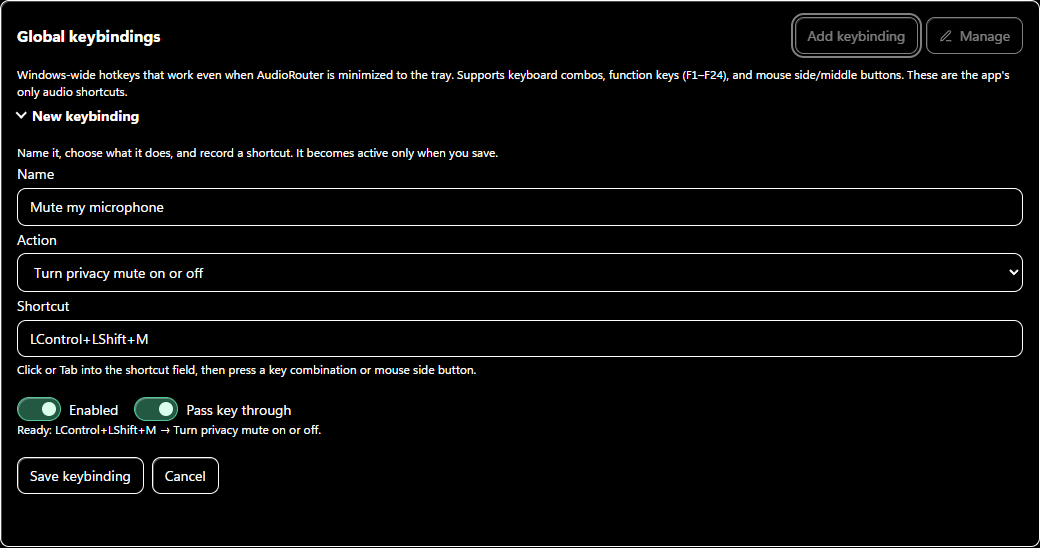 Global keybindings
Add keybinding
Manage
Windows-wide hotkeys that work even when AudioRouter is minimized to the tray. Supports keyboard combos, function keys (F1–F24), and mouse side/middle buttons. These are the app's
only audio shortcuts.
New keybinding
Name it, choose what it does, and record a shortcut. It becomes active only when you save.
Name
Mute my microphone
Action
Turn privacy mute on or off
Shortcut
LControl+LShift+M
Click or Tab into the shortcut field, then press a key combination or mouse side button.
Enabled
Pass key through
Ready: LControl+LShift+M → Turn privacy mute on or off.
Save keybinding
Cancel